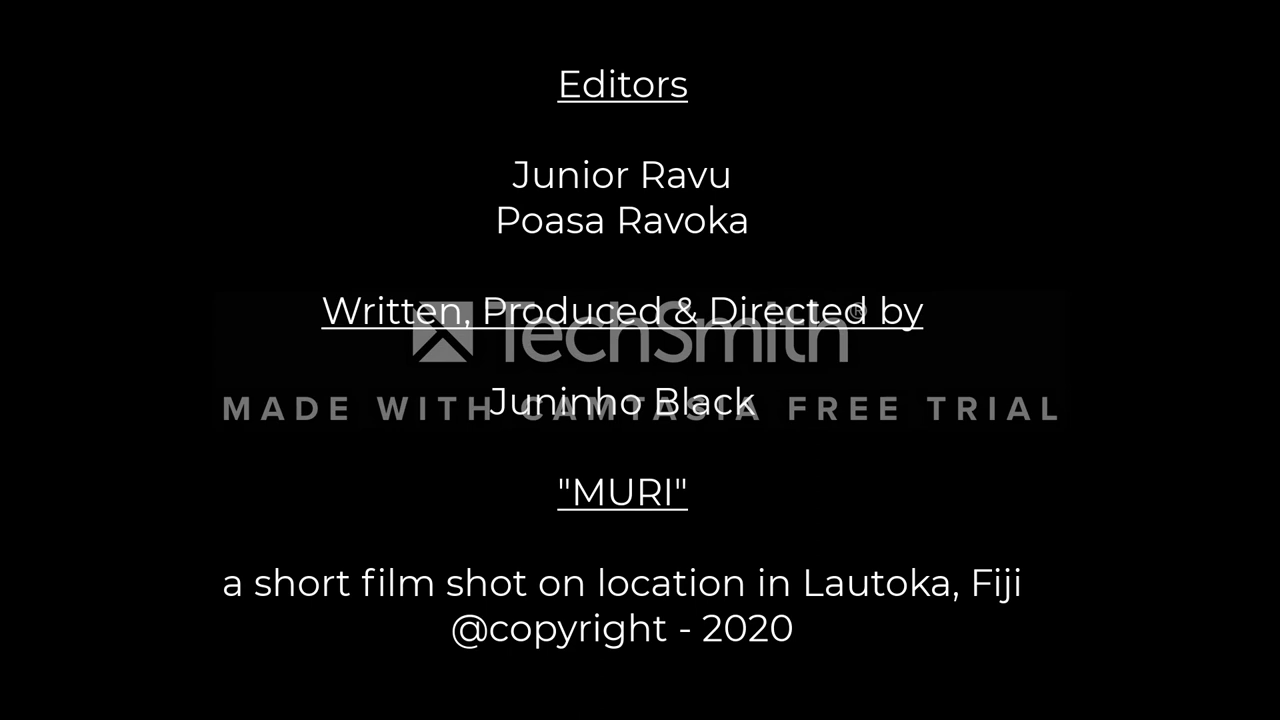 Editors
Junior Ravu
Poasa Ravoka
Written, Produced & Directed by
TechSmith®
Juninho Black
MADE WITH CAMTASIA FREE TRIAL
"MURI"
a short film shot on location in Lautoka, Fiji
@copyright - 2020